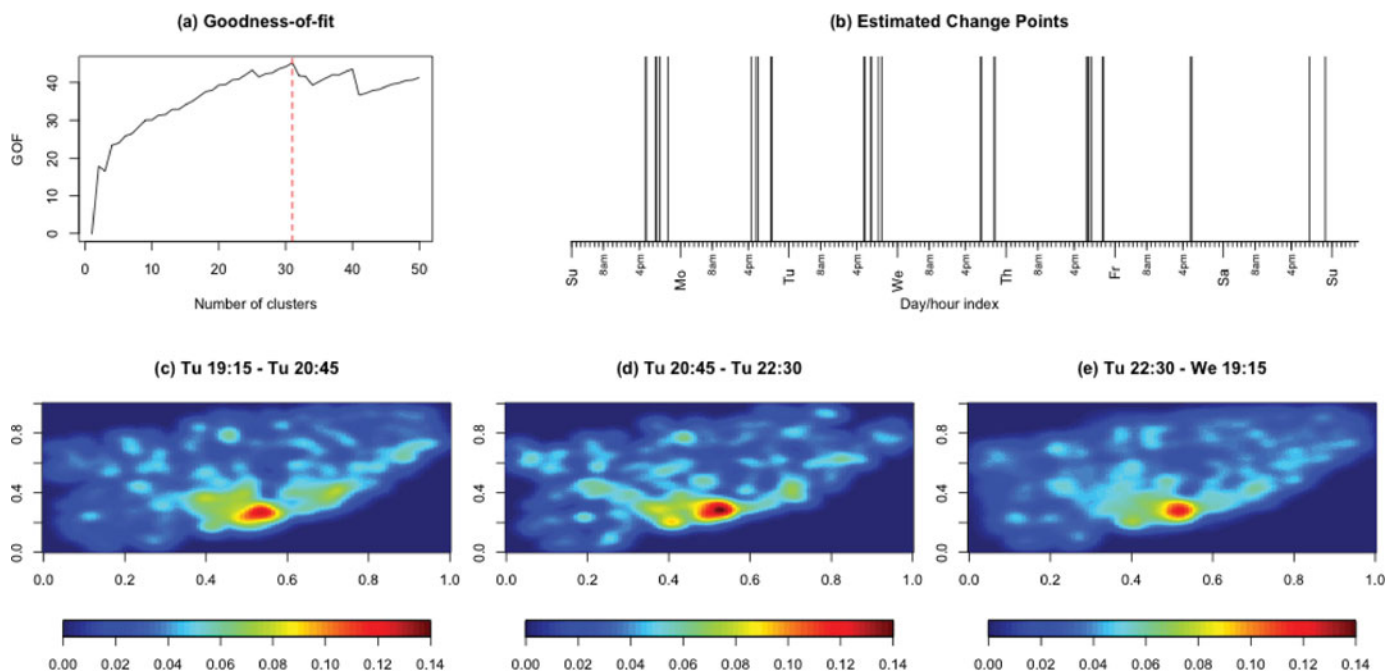 (a) Goodness-of-fit
(b) Estimated Change Points
GOF
0 10 20 30 40
0 10 20 30 40 50
Number of clusters
Su 8am 4pm Mo 8am 4pm Tu 8am 4pm We 8am 4pm Th 8am 4pm Fr 8am 4pm Sa 8am 4pm Su
Day/hour index
(c) Tu 19:15 - Tu 20:45
(d) Tu 20:45 - Tu 22:30
(e) Tu 22:30 - We 19:15
0.0 0.4 0.8
0.0 0.4 0.8
0.0 0.4 0.8
0.0 0.2 0.4 0.6 0.8 1.0
0.0 0.2 0.4 0.6 0.8 1.0
0.0 0.2 0.4 0.6 0.8 1.0
0.00 0.02 0.04 0.06 0.08 0.10 0.12 0.14
0.00 0.02 0.04 0.06 0.08 0.10 0.12 0.14
0.00 0.02 0.04 0.06 0.08 0.10 0.12 0.14